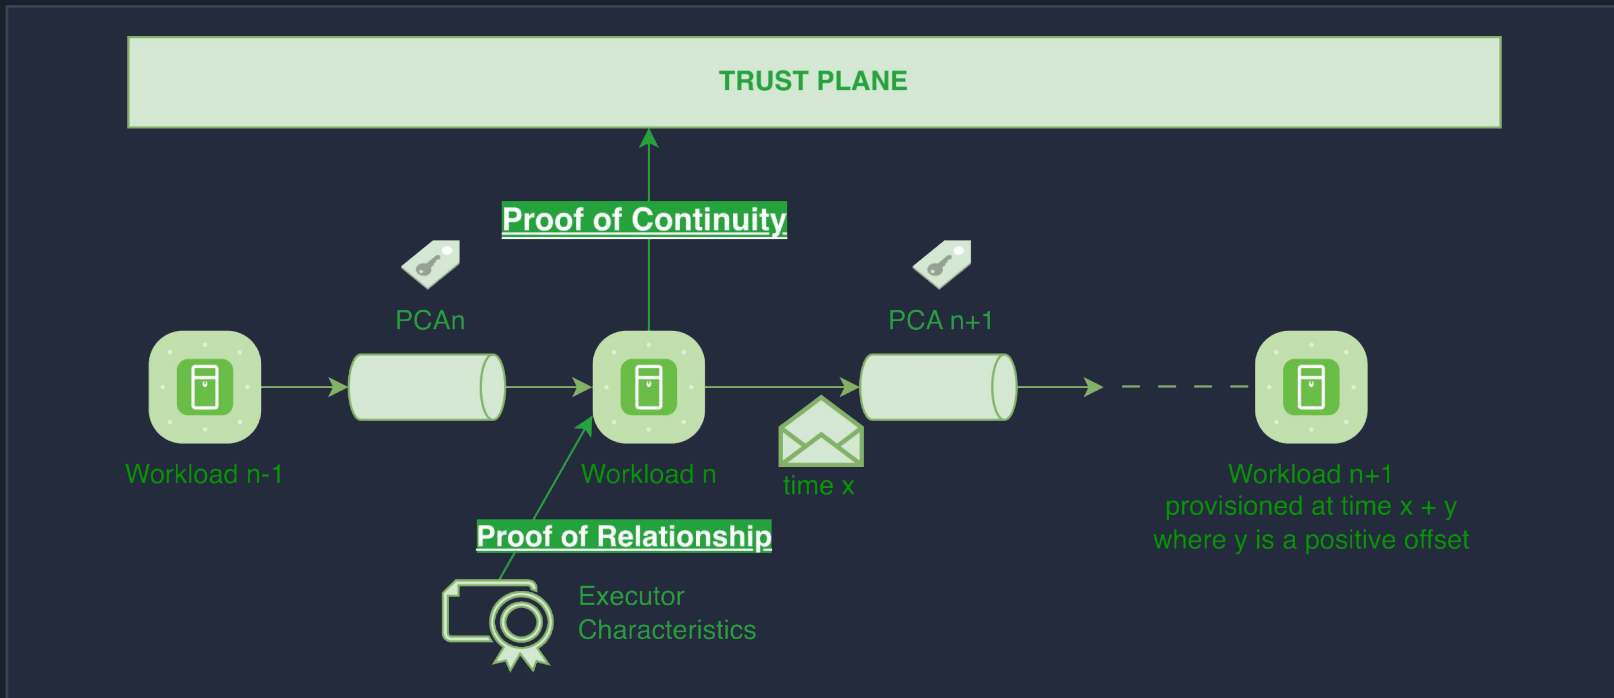 TRUST PLANE
Proof of Continuity
PCAn
PCA n+1
Workload n-1
Workload n
time x
Workload n+1
provisioned at time x + y
where y is a positive offset
Proof of Relationship
Executor
Characteristics